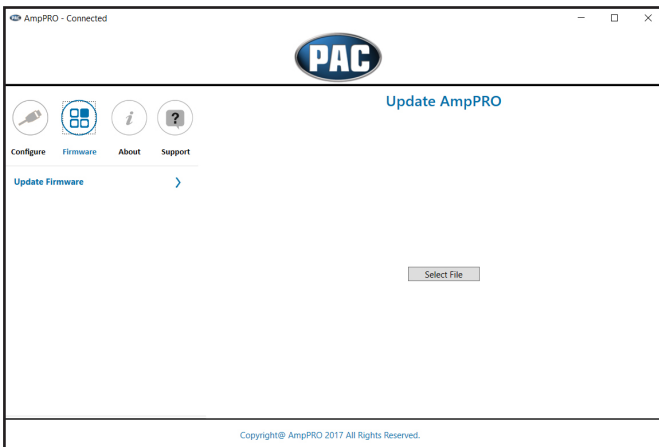 PAC AmpPRO - Connected
PAC
Update AmpPRO
?
Configure Firmware About Support
Update Firmware
Select File
Copyright@ AmpPRO 2017 All Rights Reserved.